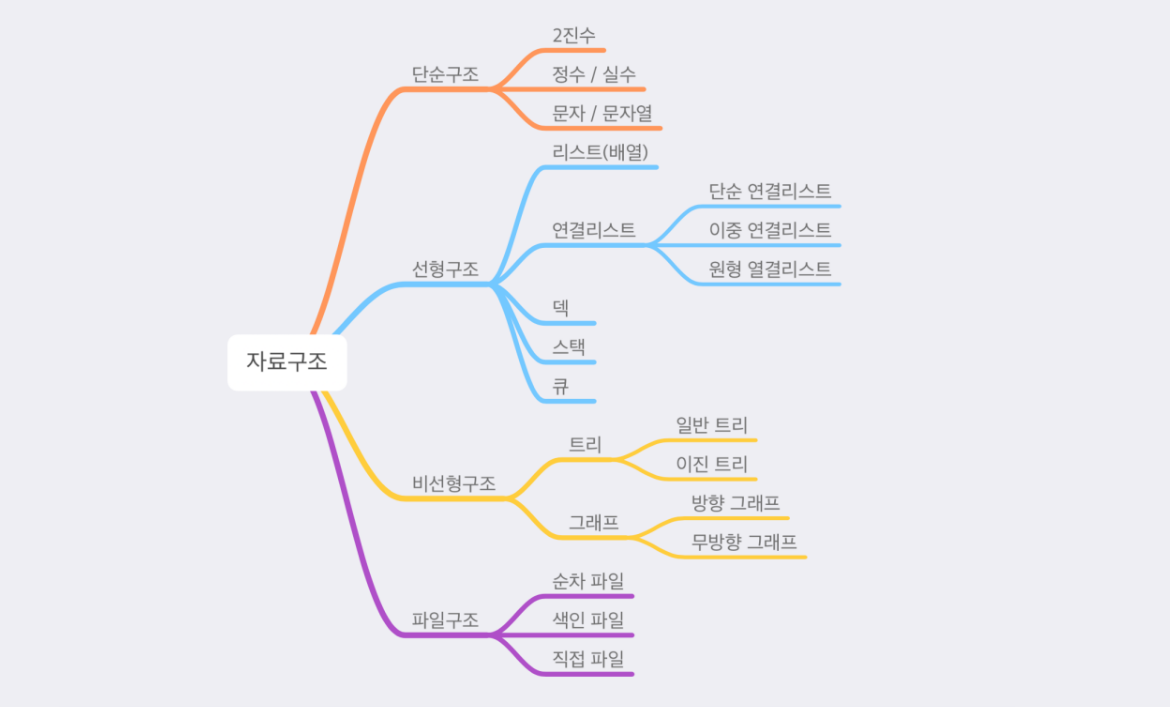 자료구조
단순구조
2진수
정수 / 실수
문자 / 문자열
선형구조
리스트(배열)
연결리스트
단순 연결리스트
이중 연결리스트
원형 열결리스트
덱
스택
큐
비선형구조
트리
일반 트리
이진 트리
그래프
방향 그래프
무방향 그래프
파일구조
순차 파일
색인 파일
직접 파일